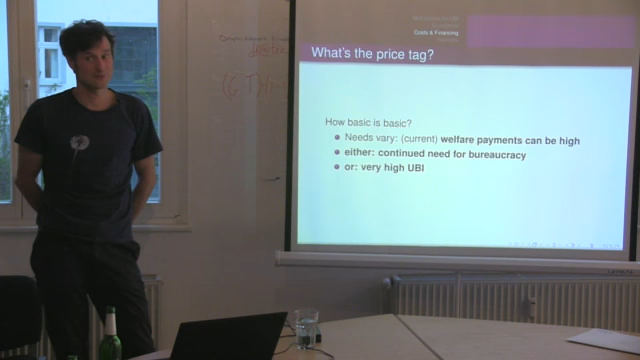 Costs & Financing
What's the price tag?
How basic is basic?
Needs vary: (current) welfare payments can be high
either: continued need for bureaucracy
or: very high UBI